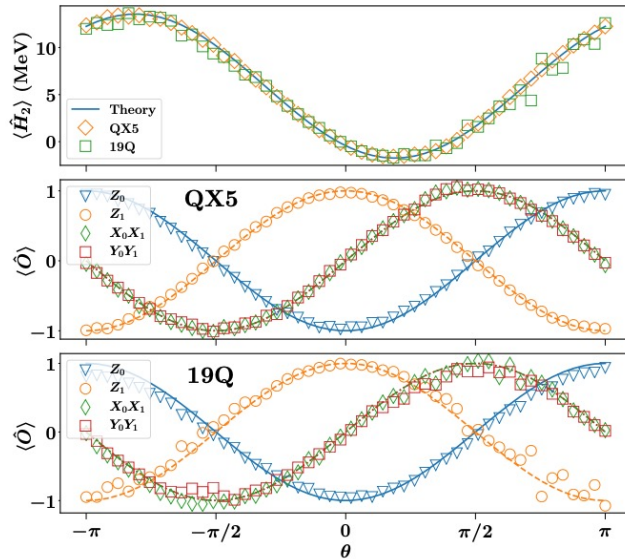 ⟨Ĥ₂⟩ (MeV)
10
0
Theory
QX5
19Q
⟨Ô⟩
1
0
−1
Z₀
Z₁
X₀X₁
Y₀Y₁
QX5
⟨Ô⟩
1
0
−1
Z₀
Z₁
X₀X₁
Y₀Y₁
19Q
−π
−π/2
0
π/2
π
θ